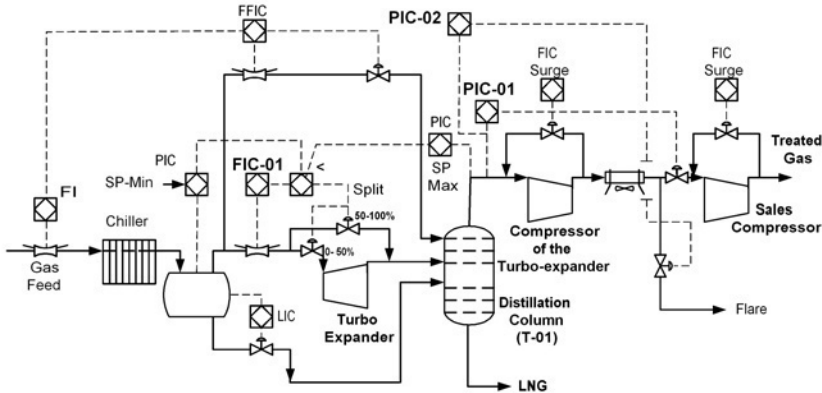 FFIC
PIC-02
FIC
Surge
FIC
Surge
PIC-01
PIC
FIC-01
<
PIC
SP
Max
Treated
Gas
FI
SP-Min
Split
Chiller
50-100%
0- 50%
Gas
Feed
LIC
Turbo
Expander
Compressor
of the
Turbo-expander
Sales
Compressor
Distillation
Column
(T-01)
Flare
LNG